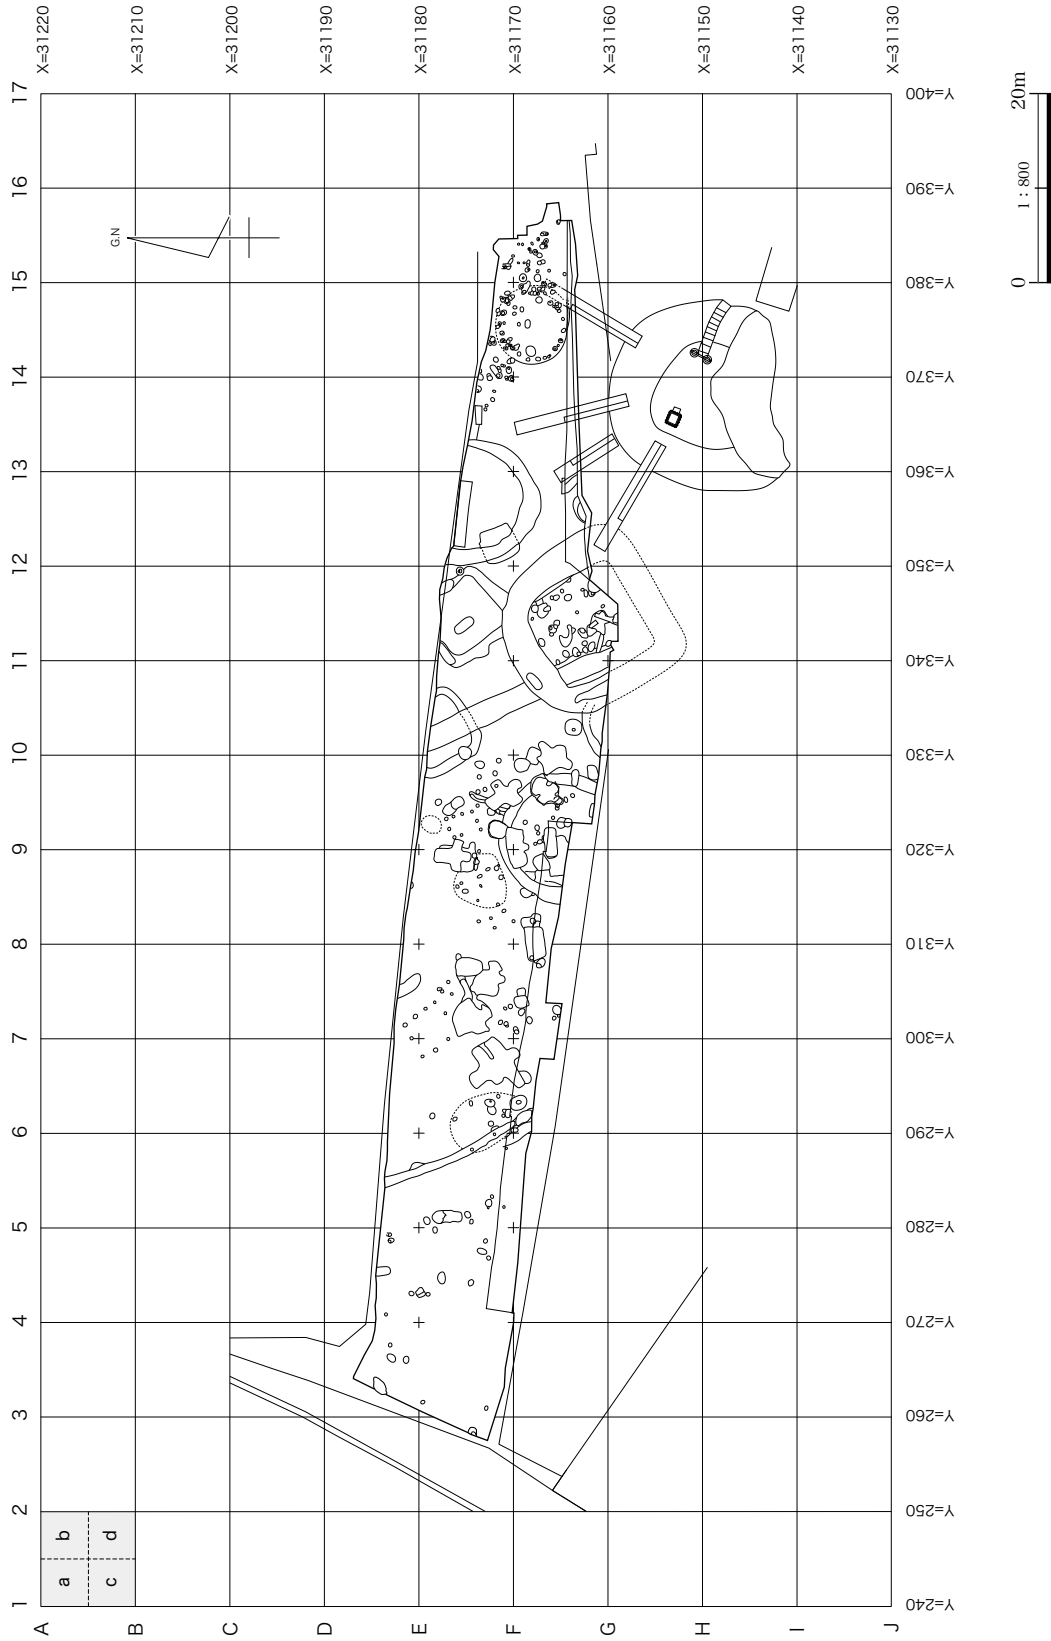 1 2 3 4 5 6 7 8 9 10 11 12 13 14 15 16 17
A
B
C
D
E
F
G
H
I
J
a b
c d
X=31220
X=31210
X=31200
X=31190
X=31180
X=31170
X=31160
X=31150
X=31140
X=31130
Y=240
Y=250
Y=260
Y=270
Y=280
Y=290
Y=300
Y=310
Y=320
Y=330
Y=340
Y=350
Y=360
Y=370
Y=380
Y=390
Y=400
G.N
0 1:800 20m